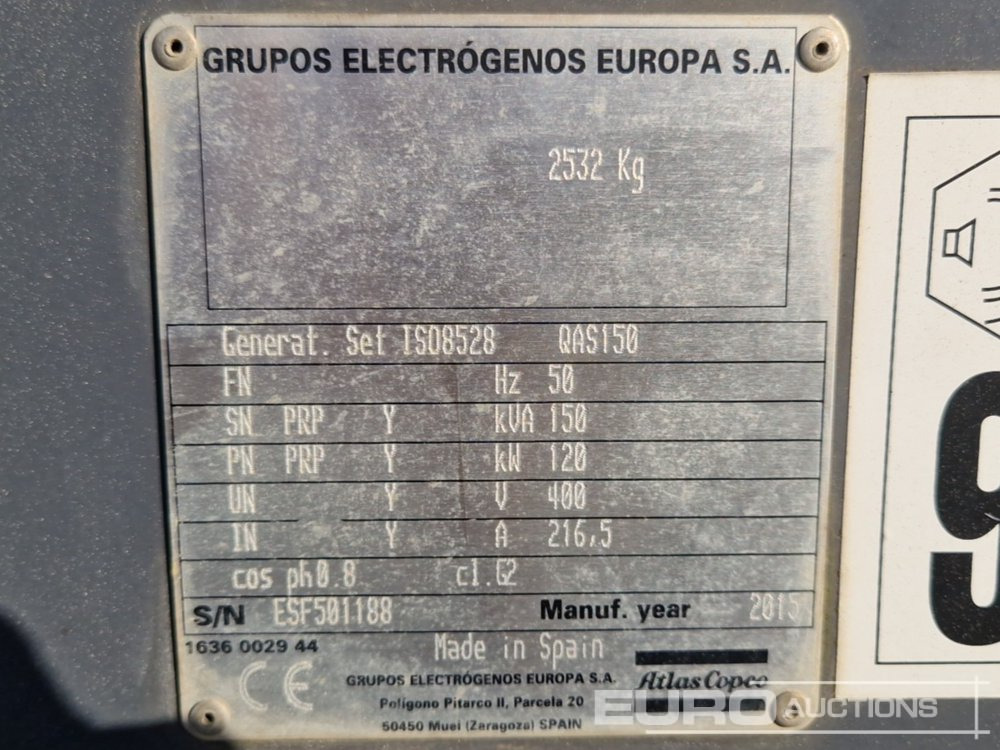 GRUPOS ELECTRÓGENOS EUROPA S.A.
2532 Kg
Generat. Set ISO8528 QAS150
FN Hz 50
SN PRP Y kVA 150
PN PRP Y kW 120
UN Y V 400
IN Y A 216,5
cos ph0.8 cl.G2
S/N ESF501188 Manuf. year 2015
1636 0029 44 Made in Spain
CE
GRUPOS ELECTRÓGENOS EUROPA S.A. Atlas Copco
Polígono Pitarco II, Parcela 20
50450 Muel (Zaragoza) SPAIN
9
EURO AUCTIONS